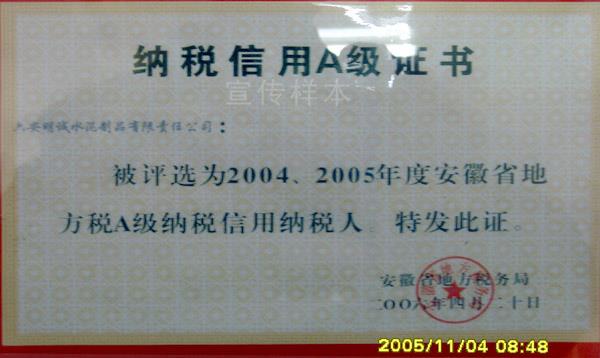 纳税信用A级证书
宣传样本
六安明诚水泥制品有限责任公司：
被评选为2004、2005年度安徽省地
方税A级纳税信用纳税人。特发此证。
安徽省地方税务局
二〇〇六年四月二十日
2005/11/04 08:48